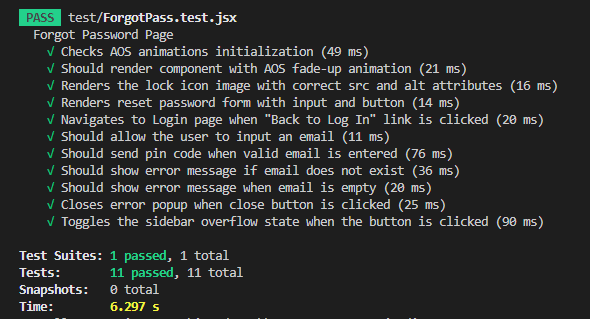 PASS test/ForgotPass.test.jsx
Forgot Password Page
√ Checks AOS animations initialization (49 ms)
√ Should render component with AOS fade-up animation (21 ms)
√ Renders the lock icon image with correct src and alt attributes (16 ms)
√ Renders reset password form with input and button (14 ms)
√ Navigates to Login page when "Back to Log In" link is clicked (20 ms)
√ Should allow the user to input an email (11 ms)
√ Should send pin code when valid email is entered (76 ms)
√ Should show error message if email does not exist (36 ms)
√ Should show error message when email is empty (20 ms)
√ Closes error popup when close button is clicked (25 ms)
√ Toggles the sidebar overflow state when the button is clicked (90 ms)
Test Suites: 1 passed, 1 total
Tests: 11 passed, 11 total
Snapshots: 0 total
Time: 6.297 s